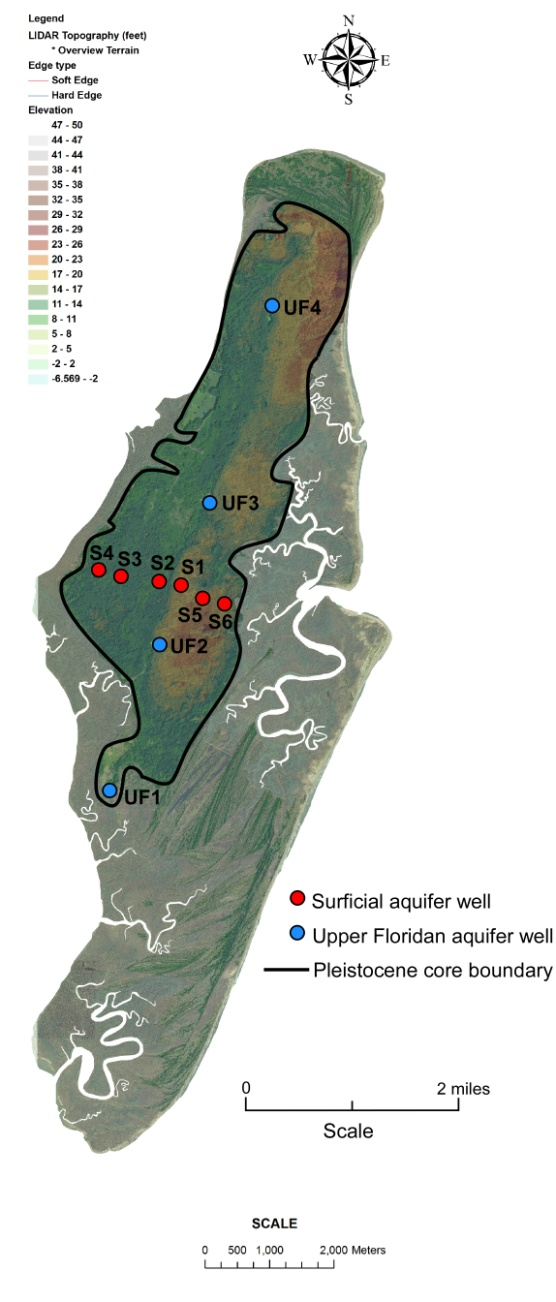 Legend
LIDAR Topography (feet)
* Overview Terrain
Edge type
Soft Edge
Hard Edge
Elevation
47 - 50
44 - 47
41 - 44
38 - 41
35 - 38
32 - 35
29 - 32
26 - 29
23 - 26
20 - 23
17 - 20
14 - 17
11 - 14
8 - 11
5 - 8
2 - 5
-2 - 2
-6.569 - -2
N
W E
S
UF4
UF3
S4 S3 S2 S1
S5 S6
UF2
UF1
Surficial aquifer well
Upper Floridan aquifer well
Pleistocene core boundary
0 2 miles
Scale
SCALE
0 500 1,000 2,000 Meters